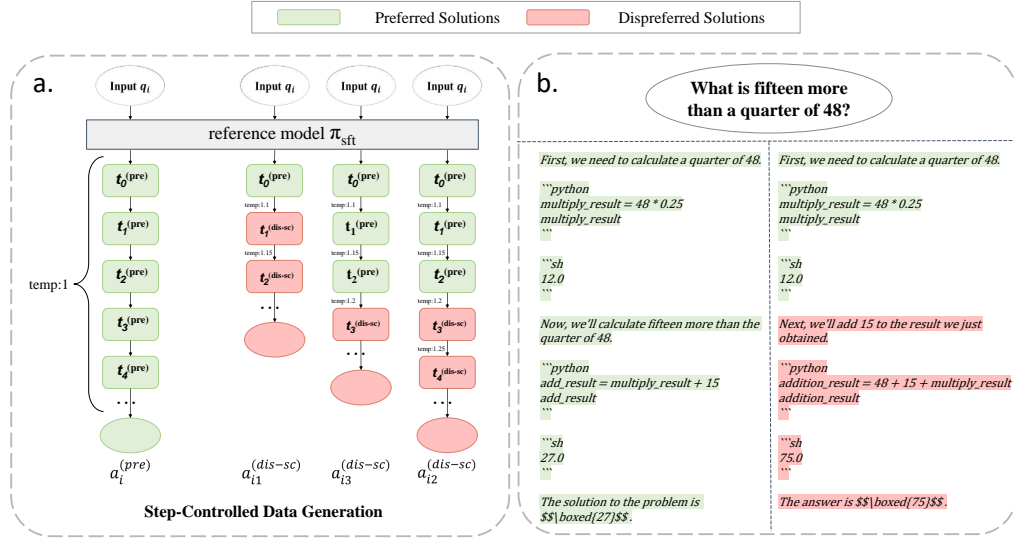 Preferred Solutions
Dispreferred Solutions
a.
Input q_i
Input q_i
Input q_i
Input q_i
reference model π_sft
temp:1
t_0^(pre)
t_1^(pre)
t_2^(pre)
t_3^(pre)
t_4^(pre)
...
a_i^(pre)
t_0^(pre)
temp:1.1
t_1^(dis-sc)
temp:1.15
t_2^(dis-sc)
...
a_i1^(dis-sc)
t_0^(pre)
temp:1.1
t_1^(pre)
temp:1.15
t_2^(pre)
temp:1.2
t_3^(dis-sc)
...
a_i3^(dis-sc)
t_0^(pre)
temp:1.1
t_1^(pre)
temp:1.15
t_2^(pre)
temp:1.2
t_3^(dis-sc)
temp:1.25
t_4^(dis-sc)
...
a_i2^(dis-sc)
Step-Controlled Data Generation
b.
What is fifteen more
than a quarter of 48?
First, we need to calculate a quarter of 48.
```python
multiply_result = 48 * 0.25
multiply_result
```
```sh
12.0
```
Now, we'll calculate fifteen more than the
quarter of 48.
```python
add_result = multiply_result + 15
add_result
```
```sh
27.0
```
The solution to the problem is
$$\boxed{27}$$ .
First, we need to calculate a quarter of 48.
```python
multiply_result = 48 * 0.25
multiply_result
```
```sh
12.0
```
Next, we'll add 15 to the result we just
obtained.
```python
addition_result = 48 + 15 + multiply_result
addition_result
```
```sh
75.0
```
The answer is $$\boxed{75}$$ .